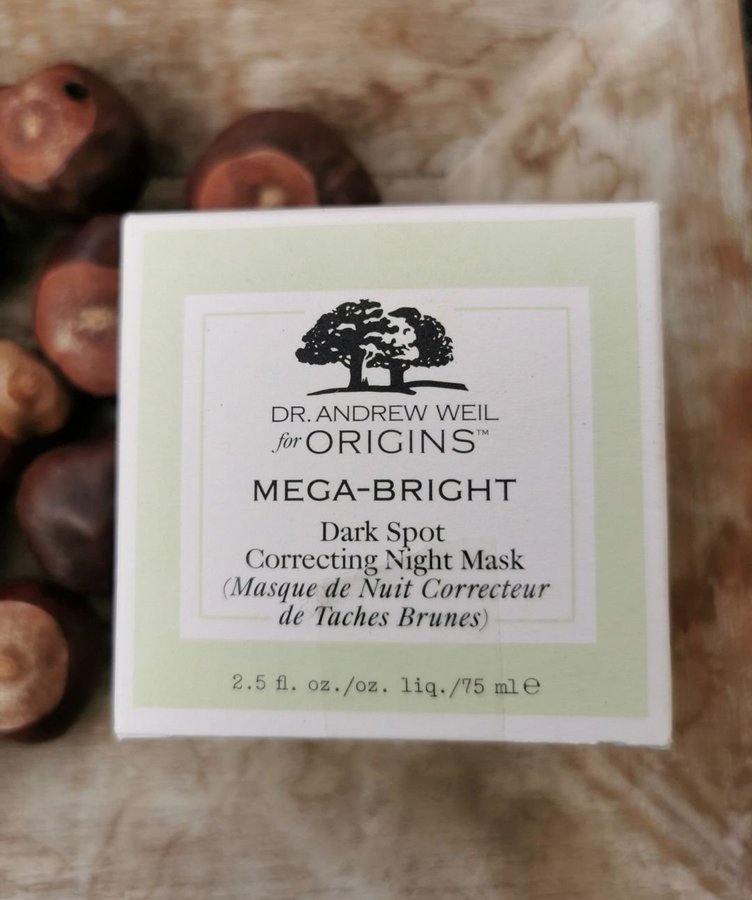 DR. ANDREW WEIL
for ORIGINS™
MEGA-BRIGHT
Dark Spot
Correcting Night Mask
(Masque de Nuit Correcteur
de Taches Brunes)
2.5 fl. oz./oz. liq./75 ml℮